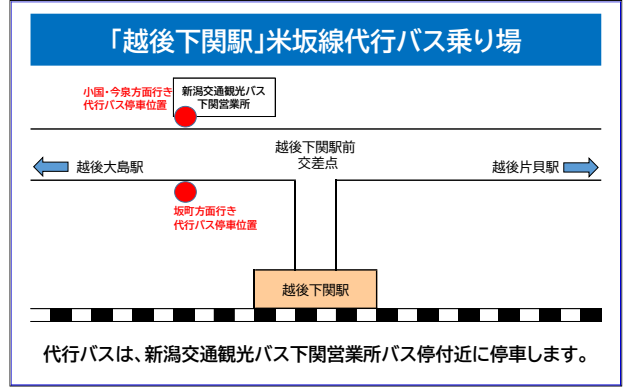 「越後下関駅」米坂線代行バス乗り場
小国・今泉方面行き
代行バス停車位置
新潟交通観光バス
下関営業所
越後下関駅前
交差点
越後大島駅
越後片貝駅
坂町方面行き
代行バス停車位置
越後下関駅
代行バスは、新潟交通観光バス下関営業所バス停付近に停車します。